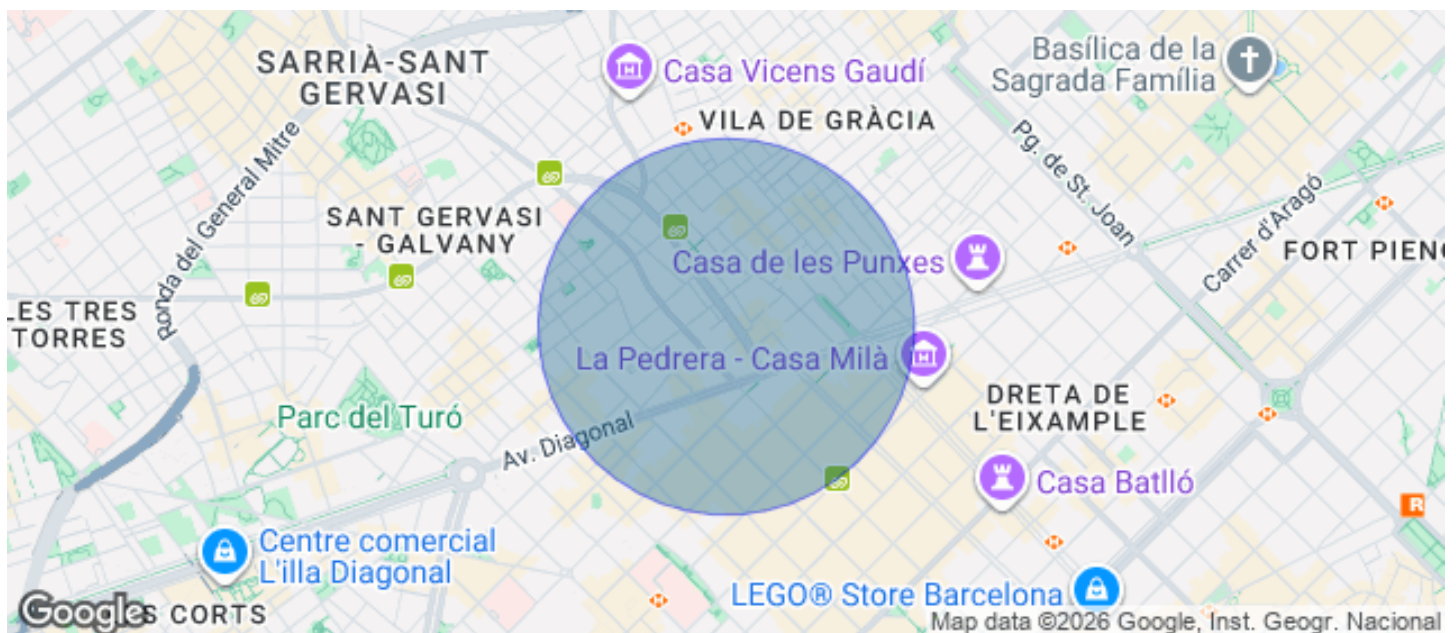 SARRIÀ-SANT
GERVASI
Casa Vicens Gaudí
Basílica de la
Sagrada Família
VILA DE GRÀCIA
Ronda del General Mitre
Pg. de St. Joan
SANT GERVASI
- GALVANY
Casa de les Punxes
Carrer d'Aragó
FORT PIENC
LES TRES
TORRES
La Pedrera - Casa Milà
Parc del Turó
Av. Diagonal
DRETA DE
L'EIXAMPLE
Casa Batlló
R
Centre comercial
L'illa Diagonal
LEGO® Store Barcelona
Google
S CORTS
Map data ©2026 Google, Inst. Geogr. Nacional